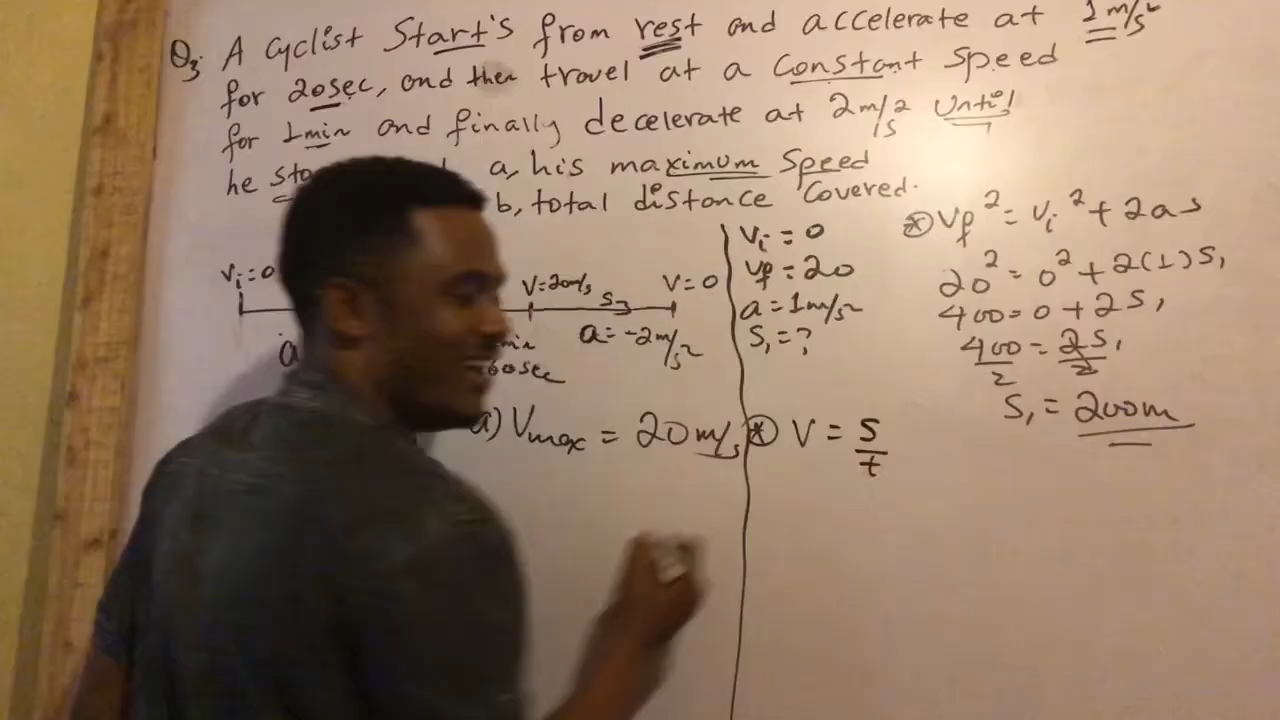 Q3 A cyclist Start's from rest and accelerate at 1m/s²
for 20sec, and then travel at a constant speed
for 1min and finally decelerate at 2m/s2 until
he a, his maximum Speed
b, total distance Covered.
Vi=0 V=20m/s S3 V=0
a=-2m/s²
60sec
a) Vmax = 20m/s
Vi = 0
Vf = 20
a = 1m/s²
S1 = ?
⊛ V = S/t
⊛ Vf² = Vi² + 2as
20² = 0² + 2(1)S1
400 = 0 + 2S1
400/2 = 2S1/2
S1 = 200m